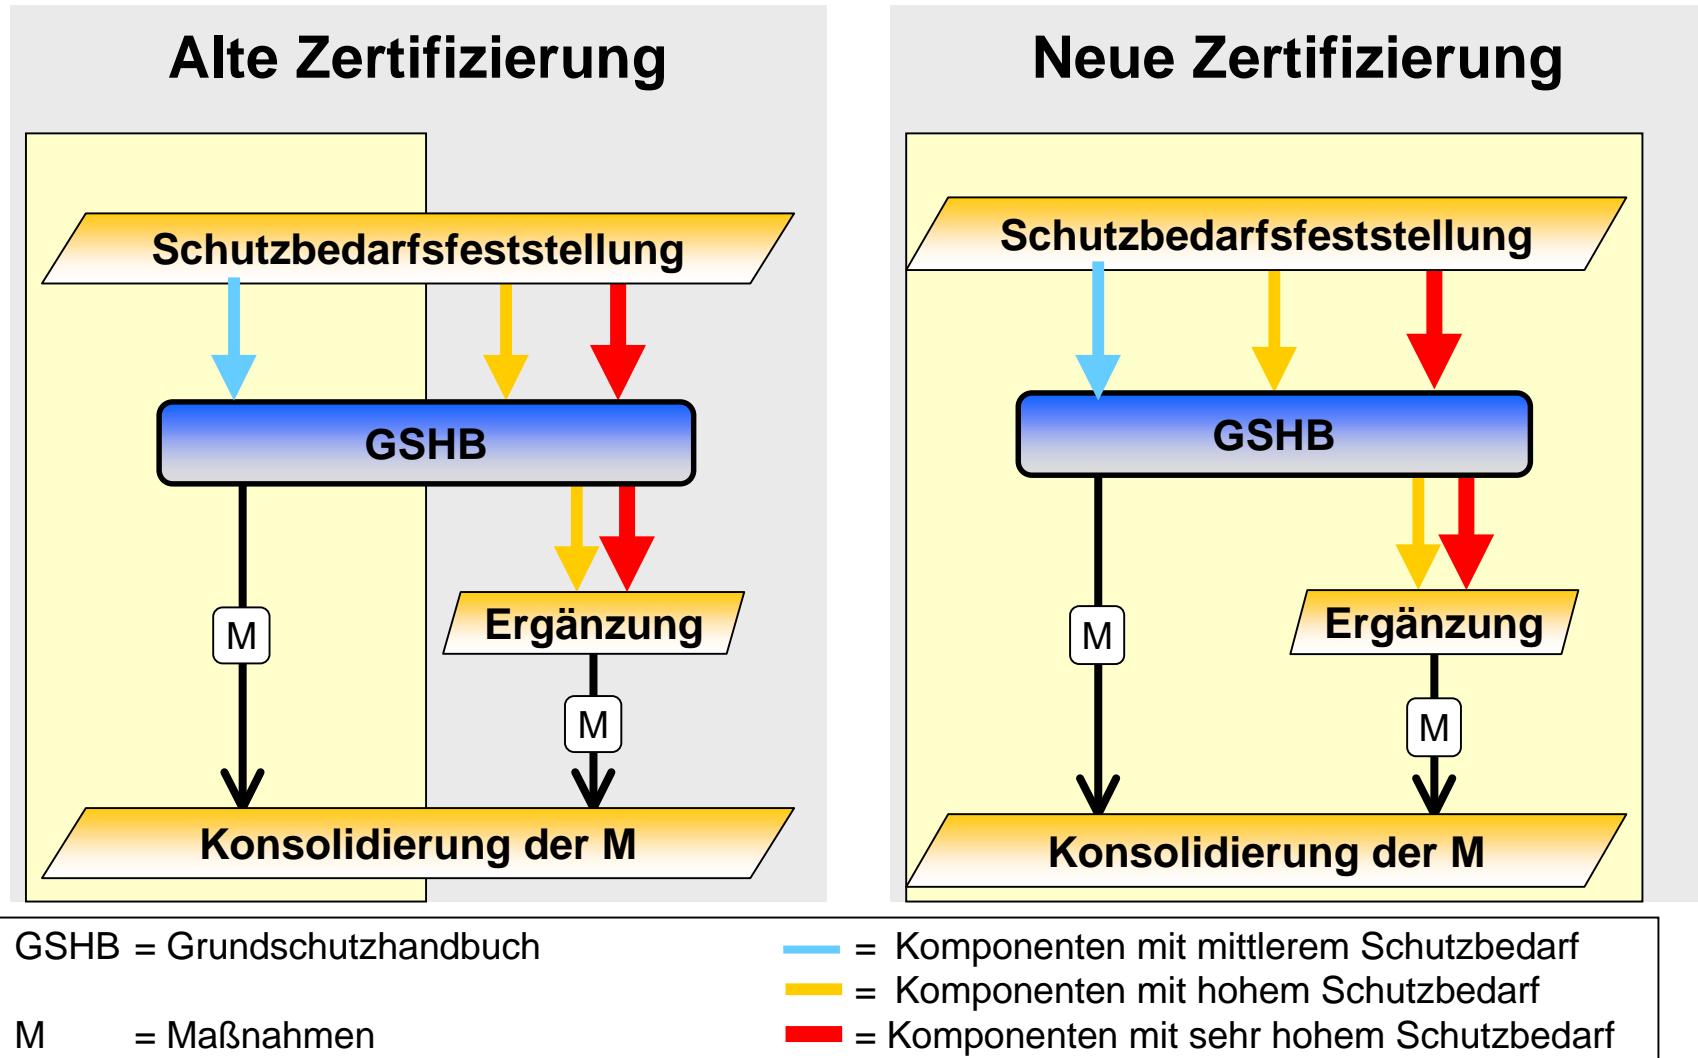 Alte Zertifizierung
Schutzbedarfsfeststellung
GSHB
M
Ergänzung
M
Konsolidierung der M
Neue Zertifizierung
Schutzbedarfsfeststellung
GSHB
M
Ergänzung
M
Konsolidierung der M
GSHB = Grundschutzhandbuch
M = Maßnahmen
= Komponenten mit mittlerem Schutzbedarf
= Komponenten mit hohem Schutzbedarf
= Komponenten mit sehr hohem Schutzbedarf